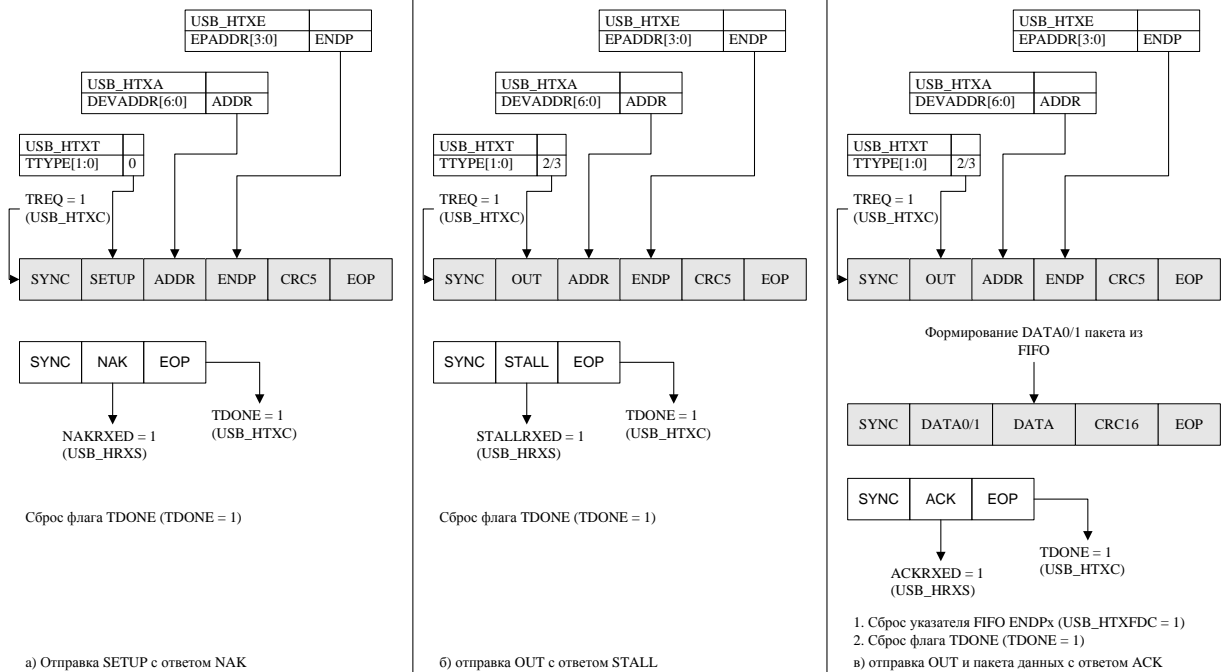 USB_HTXE
EPADDR[3:0] ENDP
USB_HTXA
DEVADDR[6:0] ADDR
USB_HTXT
TTYPE[1:0] 0
TREQ = 1
(USB_HTXC)
SYNC SETUP ADDR ENDP CRC5 EOP
SYNC NAK EOP
NAKRXED = 1
(USB_HRXS)
TDONE = 1
(USB_HTXC)
Сброс флага TDONE (TDONE = 1)
а) Отправка SETUP с ответом NAK
USB_HTXE
EPADDR[3:0] ENDP
USB_HTXA
DEVADDR[6:0] ADDR
USB_HTXT
TTYPE[1:0] 2/3
TREQ = 1
(USB_HTXC)
SYNC OUT ADDR ENDP CRC5 EOP
SYNC STALL EOP
STALLRXED = 1
(USB_HRXS)
TDONE = 1
(USB_HTXC)
Сброс флага TDONE (TDONE = 1)
б) отправка OUT с ответом STALL
USB_HTXE
EPADDR[3:0] ENDP
USB_HTXA
DEVADDR[6:0] ADDR
USB_HTXT
TTYPE[1:0] 2/3
TREQ = 1
(USB_HTXC)
SYNC OUT ADDR ENDP CRC5 EOP
Формирование DATA0/1 пакета из
FIFO
SYNC DATA0/1 DATA CRC16 EOP
SYNC ACK EOP
ACKRXED = 1
(USB_HRXS)
TDONE = 1
(USB_HTXC)
1. Сброс указателя FIFO ENDPx (USB_HTXFDC = 1)
2. Сброс флага TDONE (TDONE = 1)
в) отправка OUT и пакета данных с ответом ACK